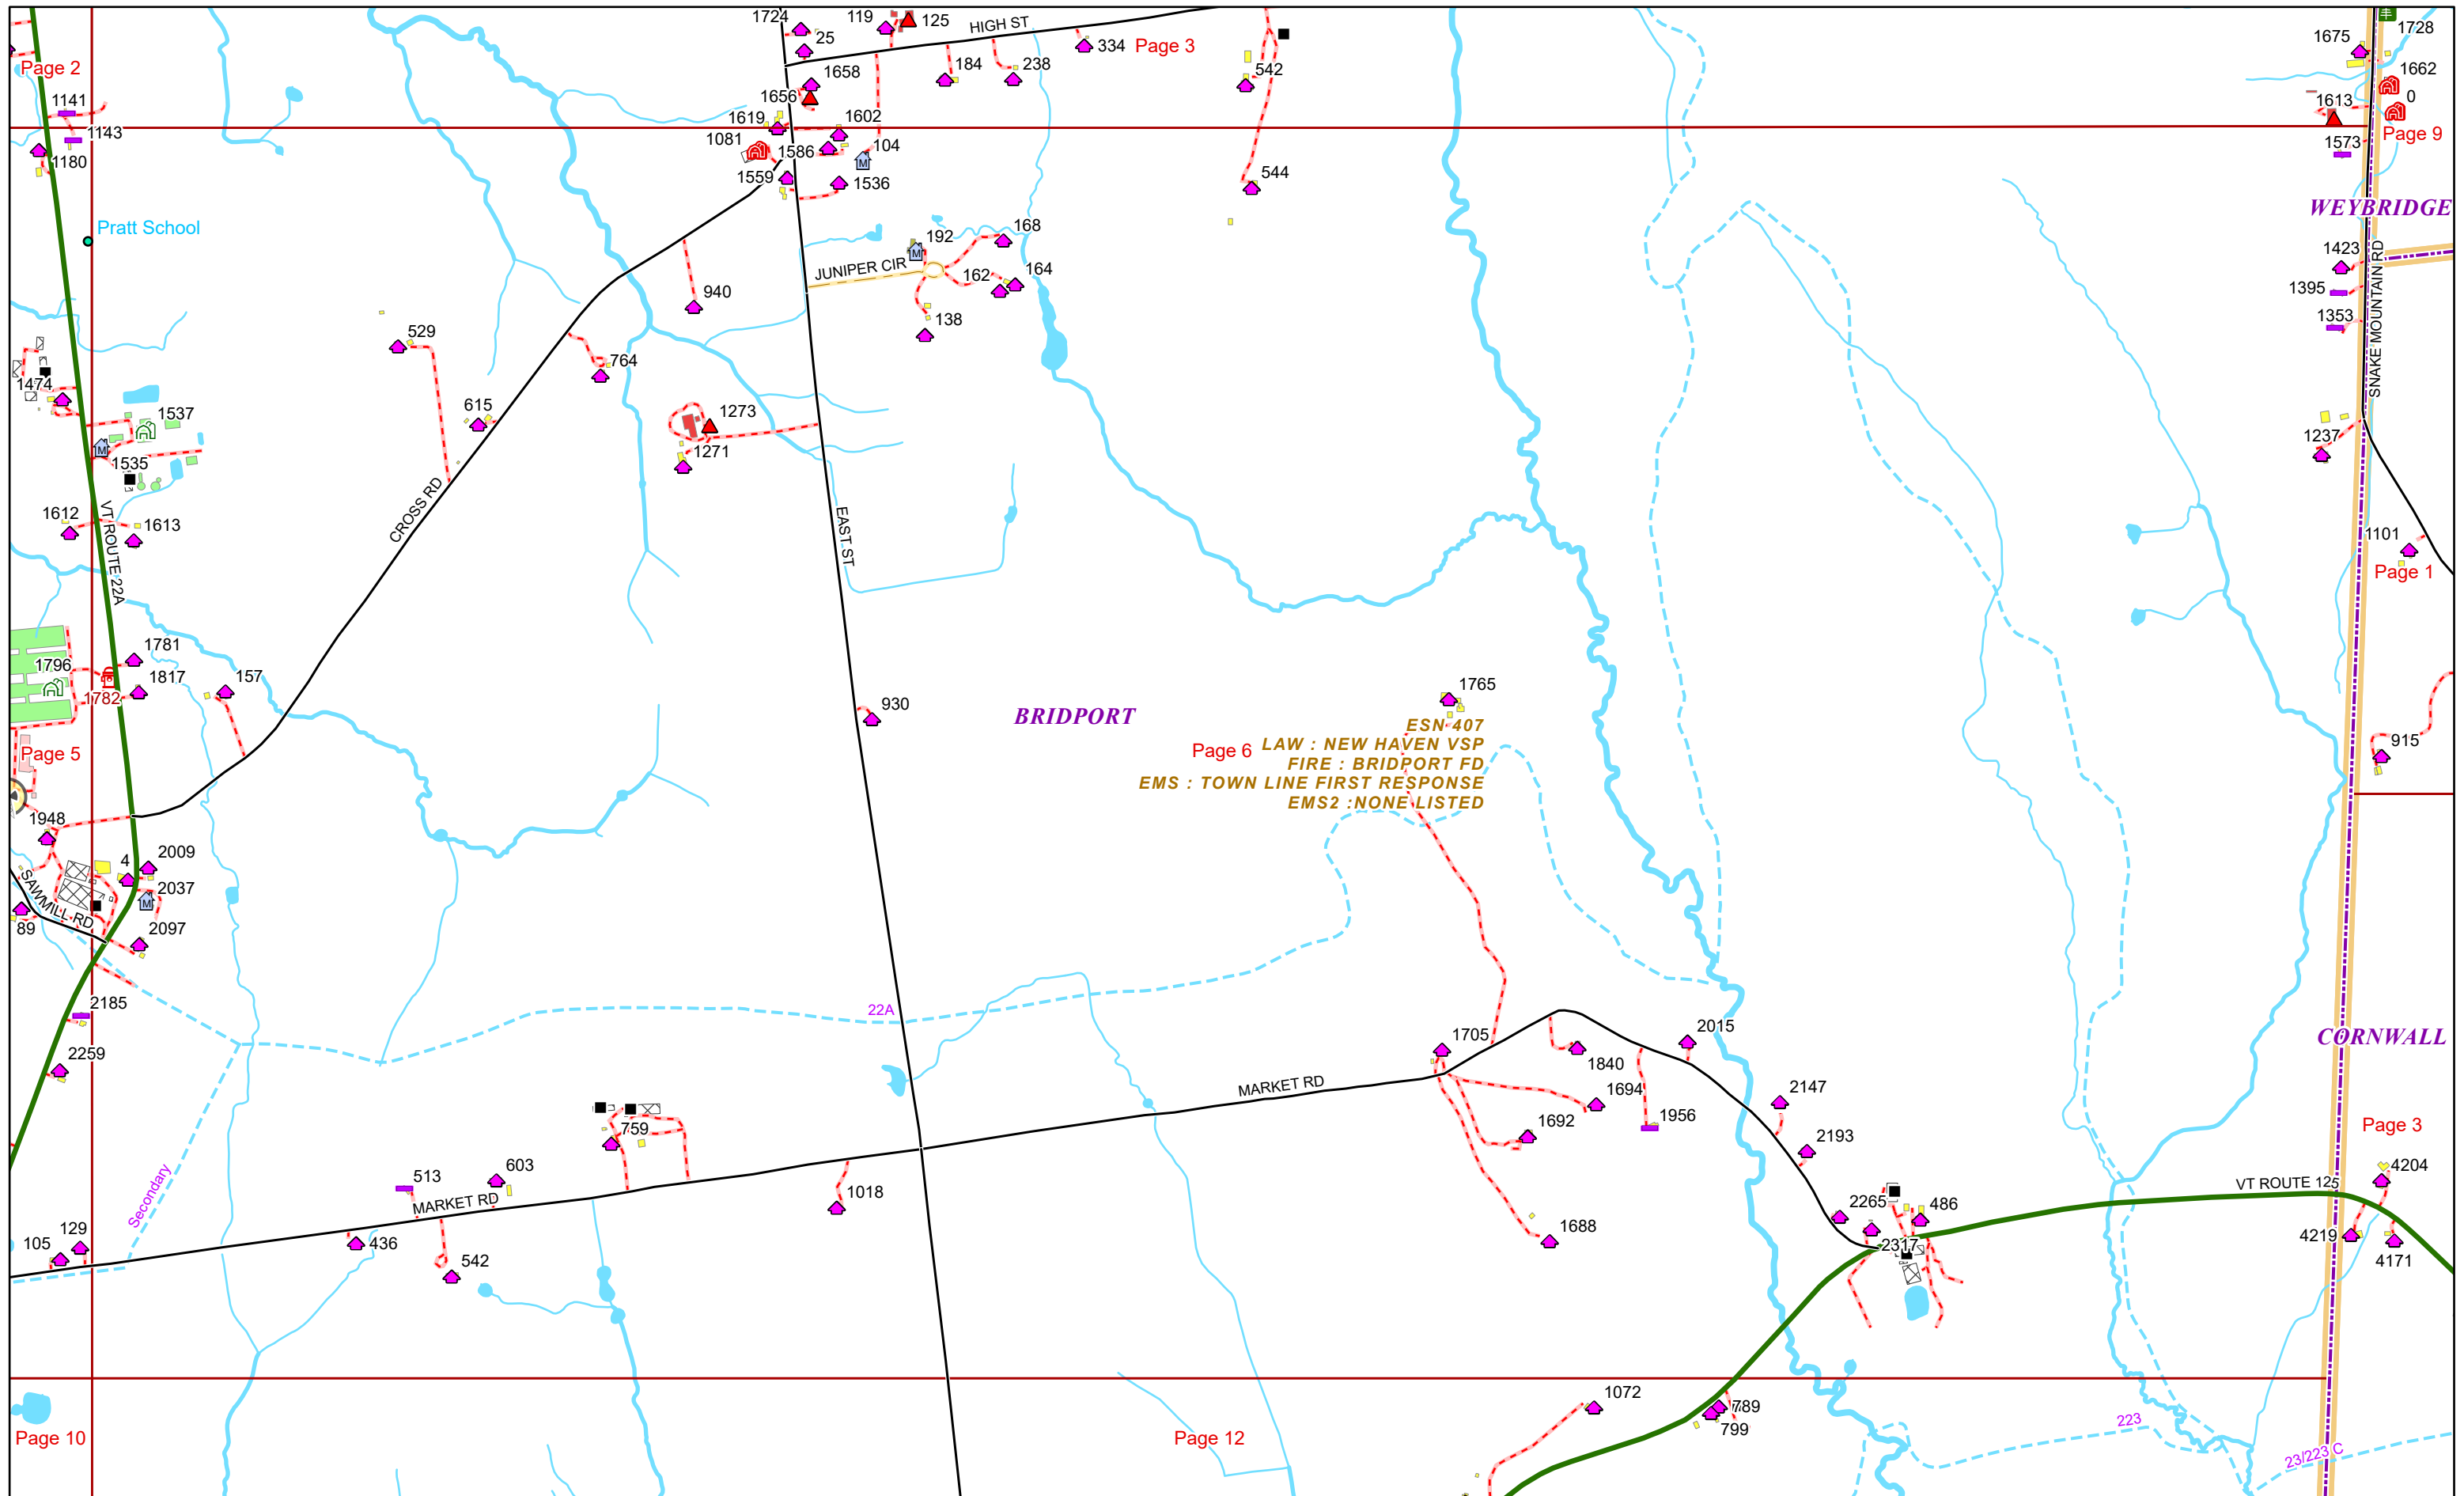 1724
119
125
HIGH ST
334
Page 3
25
184
238
542
1675
1728
Page 2
1658
1662
1656
0
1141
1619
1602
1613
1143
1081
1586
104
1573
Page 9
1180
1559
1536
544
Pratt School
WEYBRIDGE
192
168
1423
JUNIPER CIR
162
164
1395
940
138
1353
SNAKE MOUNTAIN RD
529
764
1474
615
1537
1273
1237
1535
1271
CROSS RD
VT ROUTE 22A
EAST ST
1612
1613
1101
Page 1
1781
1796
1817
157
1782
1765
930
BRIDPORT
ESN 407
Page 6
LAW : NEW HAVEN VSP
FIRE : BRIDPORT FD
EMS : TOWN LINE FIRST RESPONSE
EMS2 :NONE LISTED
915
Page 5
1948
4
2009
2037
SAWMILL RD
89
2097
2185
22A
2259
1705
2015
1840
CORNWALL
MARKET RD
1694
2147
1956
1692
759
2193
Page 3
603
513
4204
MARKET RD
1018
VT ROUTE 125
Secondary
2265
486
129
105
436
1688
2317
4219
542
4171
1072
789
799
223
Page 10
Page 12
23/223 C